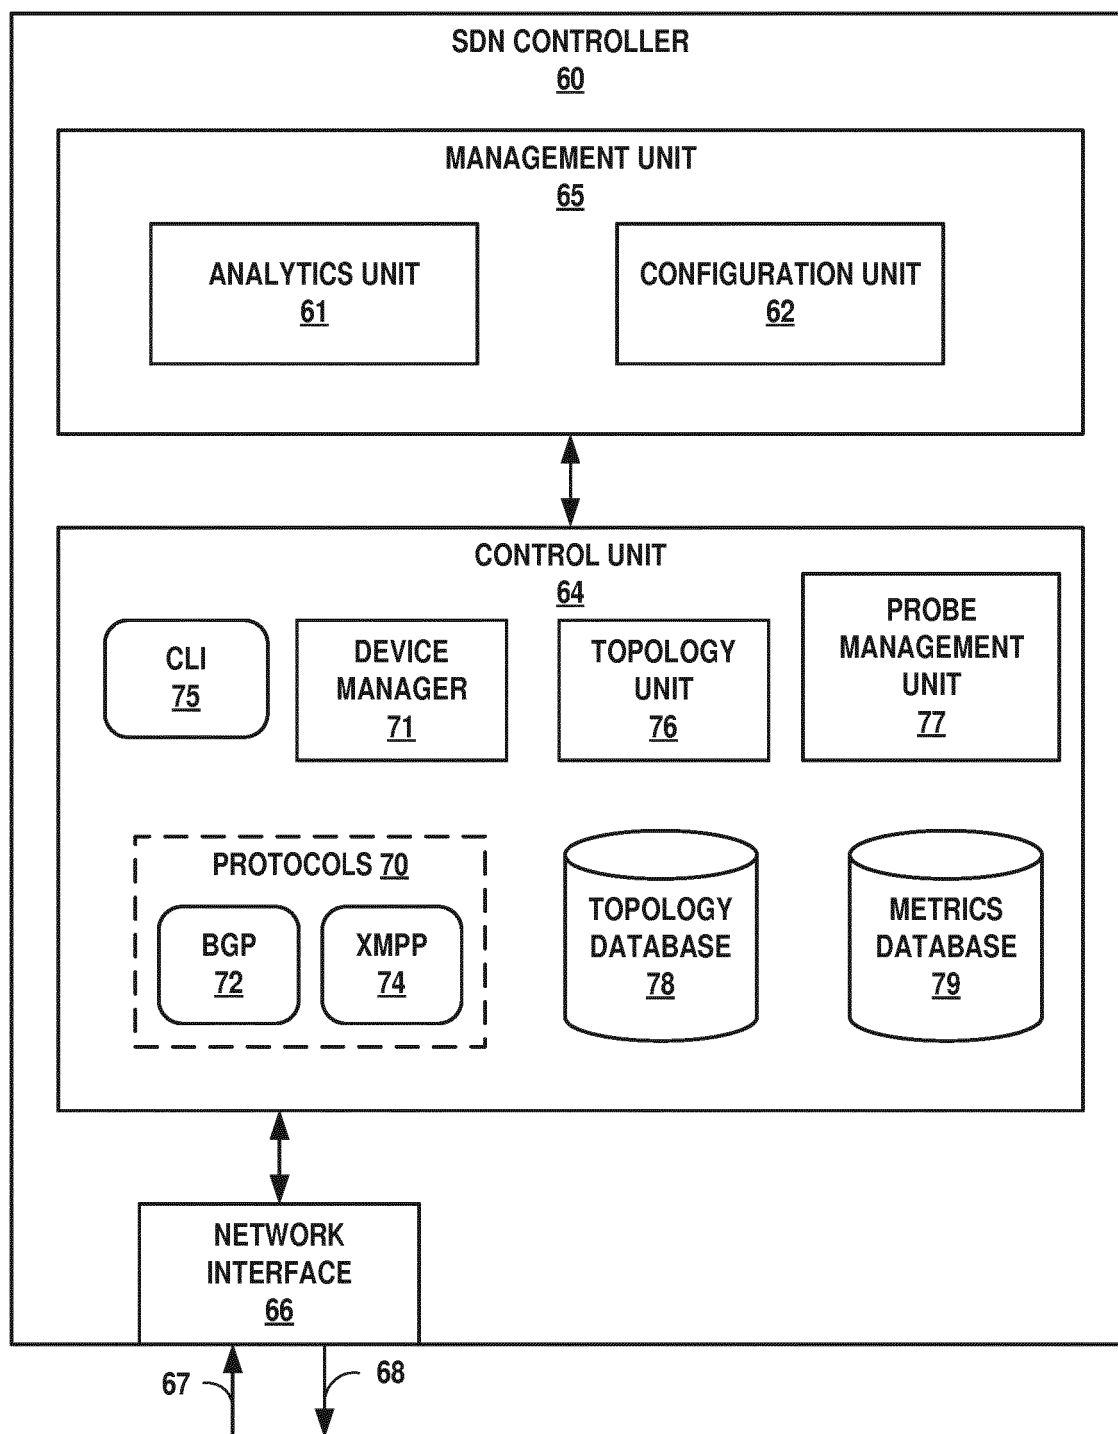 SDN CONTROLLER
60
MANAGEMENT UNIT
65
ANALYTICS UNIT
61
CONFIGURATION UNIT
62
CONTROL UNIT
64
CLI
75
DEVICE
MANAGER
71
TOPOLOGY
UNIT
76
PROBE
MANAGEMENT
UNIT
77
PROTOCOLS 70
BGP
72
XMPP
74
TOPOLOGY
DATABASE
78
METRICS
DATABASE
79
NETWORK
INTERFACE
66
67
68